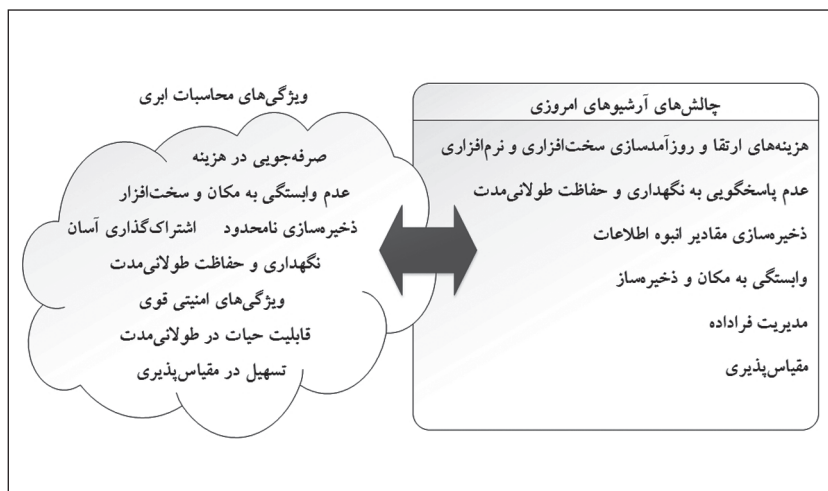 چالش‌های آرشیوهای امروزی
هزینه‌های ارتقا و روزآمدسازی سخت‌افزاری و نرم‌افزاری
عدم پاسخگویی به نگهداری و حفاظت طولانی‌مدت
ذخیره‌سازی مقادیر انبوه اطلاعات
وابستگی به مکان و ذخیره‌ساز
مدیریت فراداده
مقیاس‌پذیری
ویژگی‌های محاسبات ابری
صرفه‌جویی در هزینه
عدم وابستگی به مکان و سخت‌افزار
ذخیره‌سازی نامحدود اشتراک‌گذاری آسان
نگهداری و حفاظت طولانی‌مدت
ویژگی‌های امنیتی قوی
قابلیت حیات در طولانی‌مدت
تسهیل در مقیاس‌پذیری